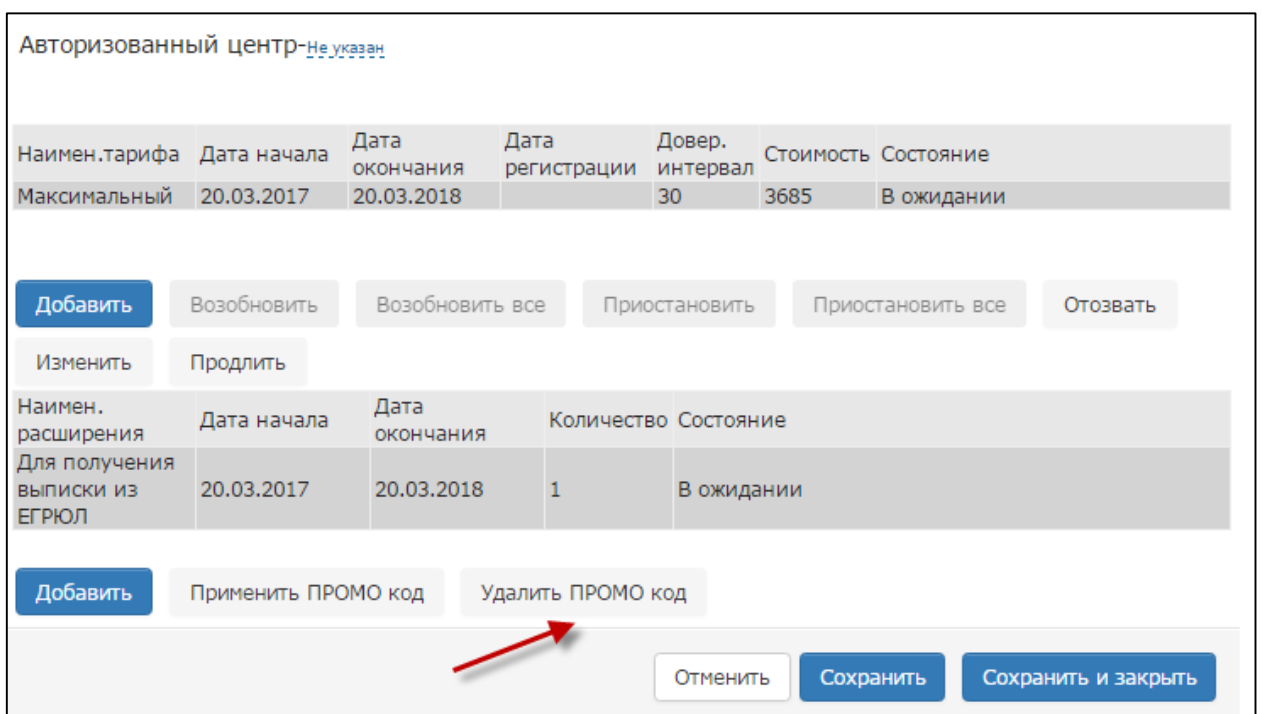 Авторизованный центр-Не указан
Наимен.тарифа Дата начала Дата окончания Дата регистрации Довер. интервал Стоимость Состояние
Максимальный 20.03.2017 20.03.2018 30 3685 В ожидании
Добавить Возобновить Возобновить все Приостановить Приостановить все Отозвать
Изменить Продлить
Наимен. расширения Дата начала Дата окончания Количество Состояние
Для получения выписки из ЕГРЮЛ 20.03.2017 20.03.2018 1 В ожидании
Добавить Применить ПРОМО код Удалить ПРОМО код
Отменить Сохранить Сохранить и закрыть